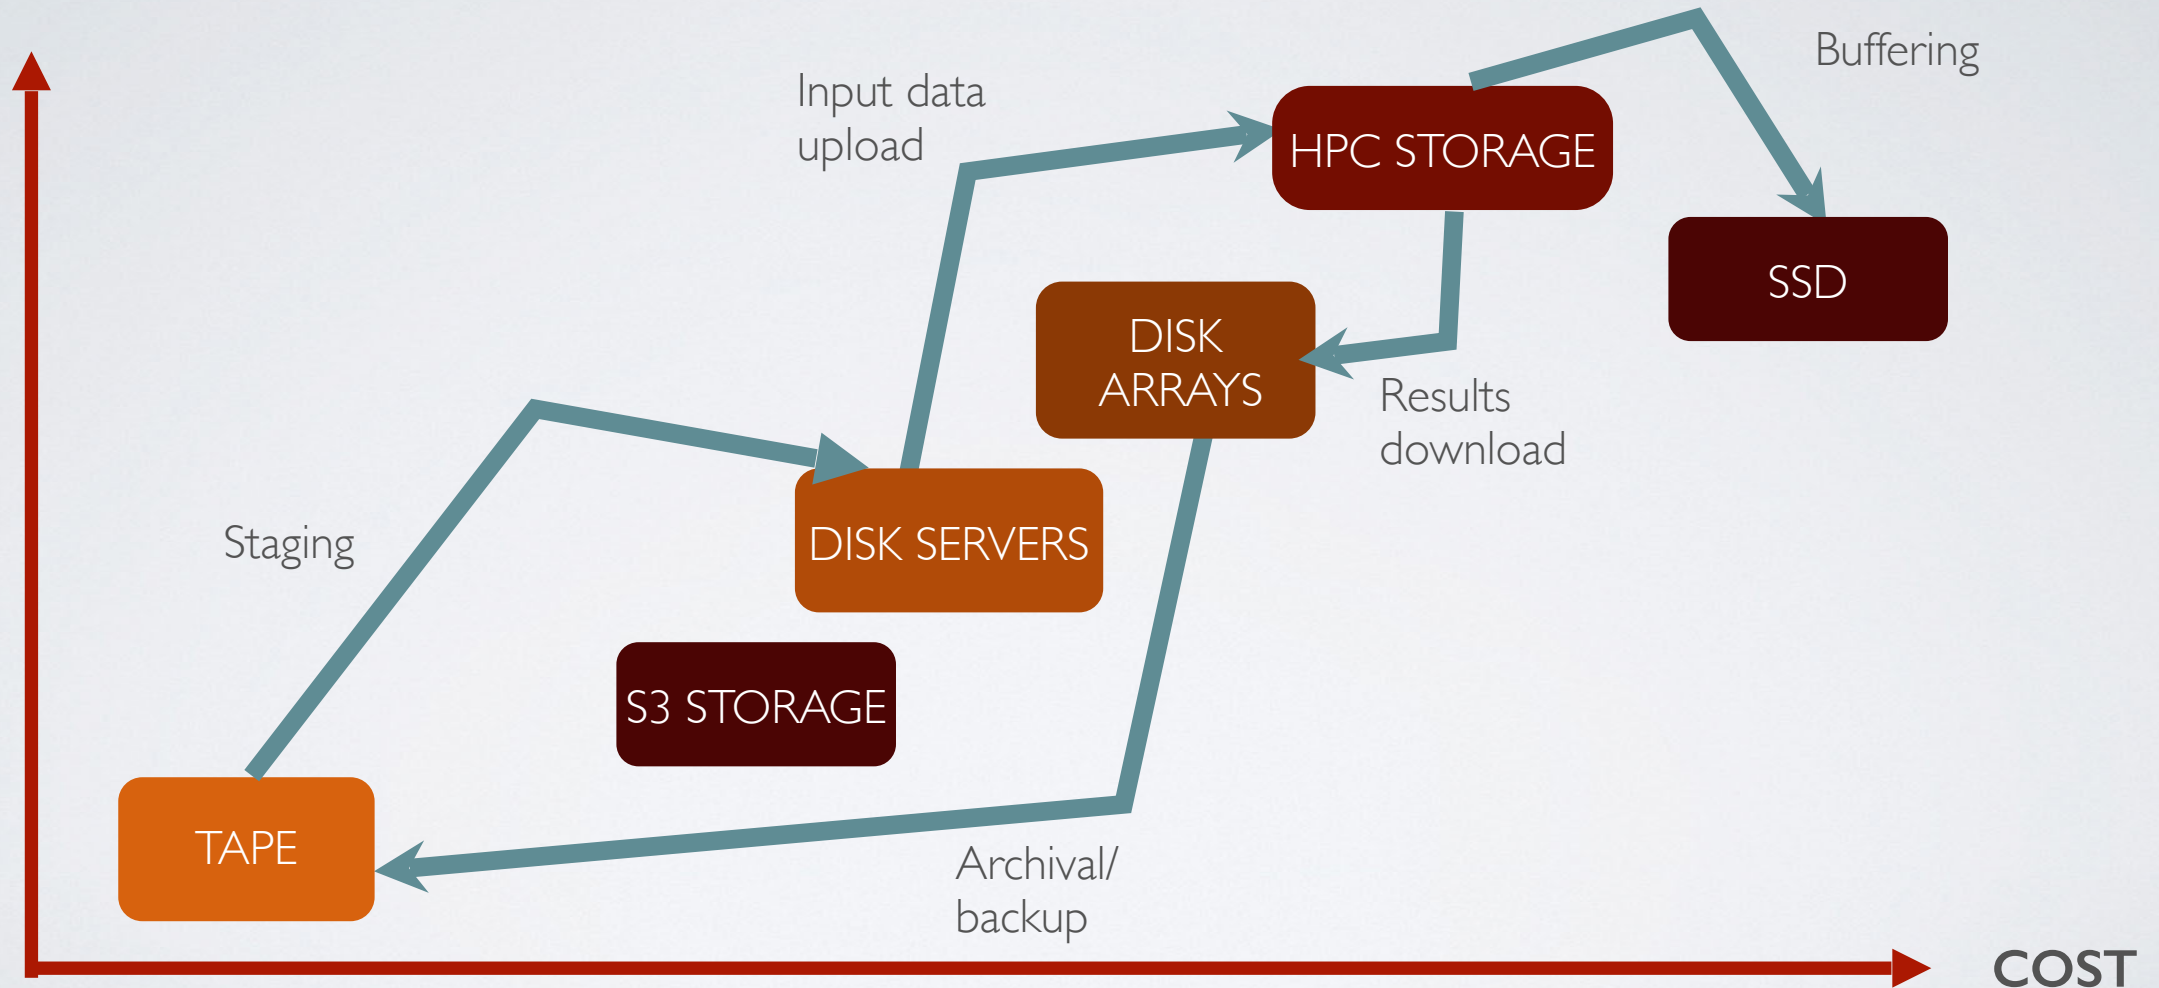 Buffering
Input data
upload
HPC STORAGE
SSD
DISK
ARRAYS
Results
download
Staging
DISK SERVERS
S3 STORAGE
TAPE
Archival/
backup
COST